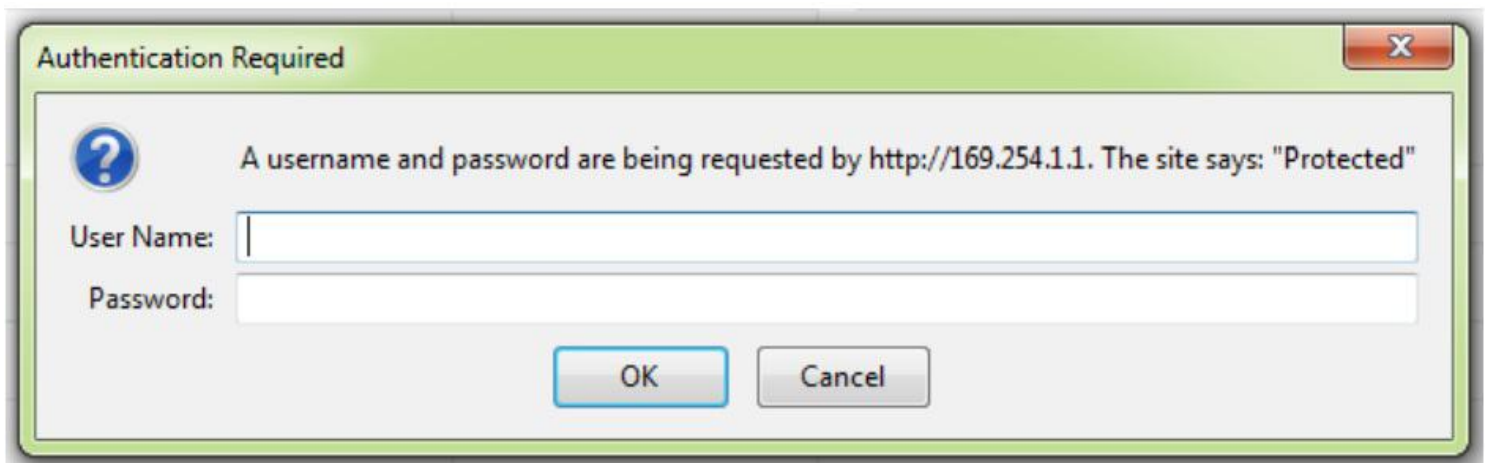 Authentication Required
A username and password are being requested by http://169.254.1.1. The site says: "Protected"
User Name:
Password:
OK
Cancel